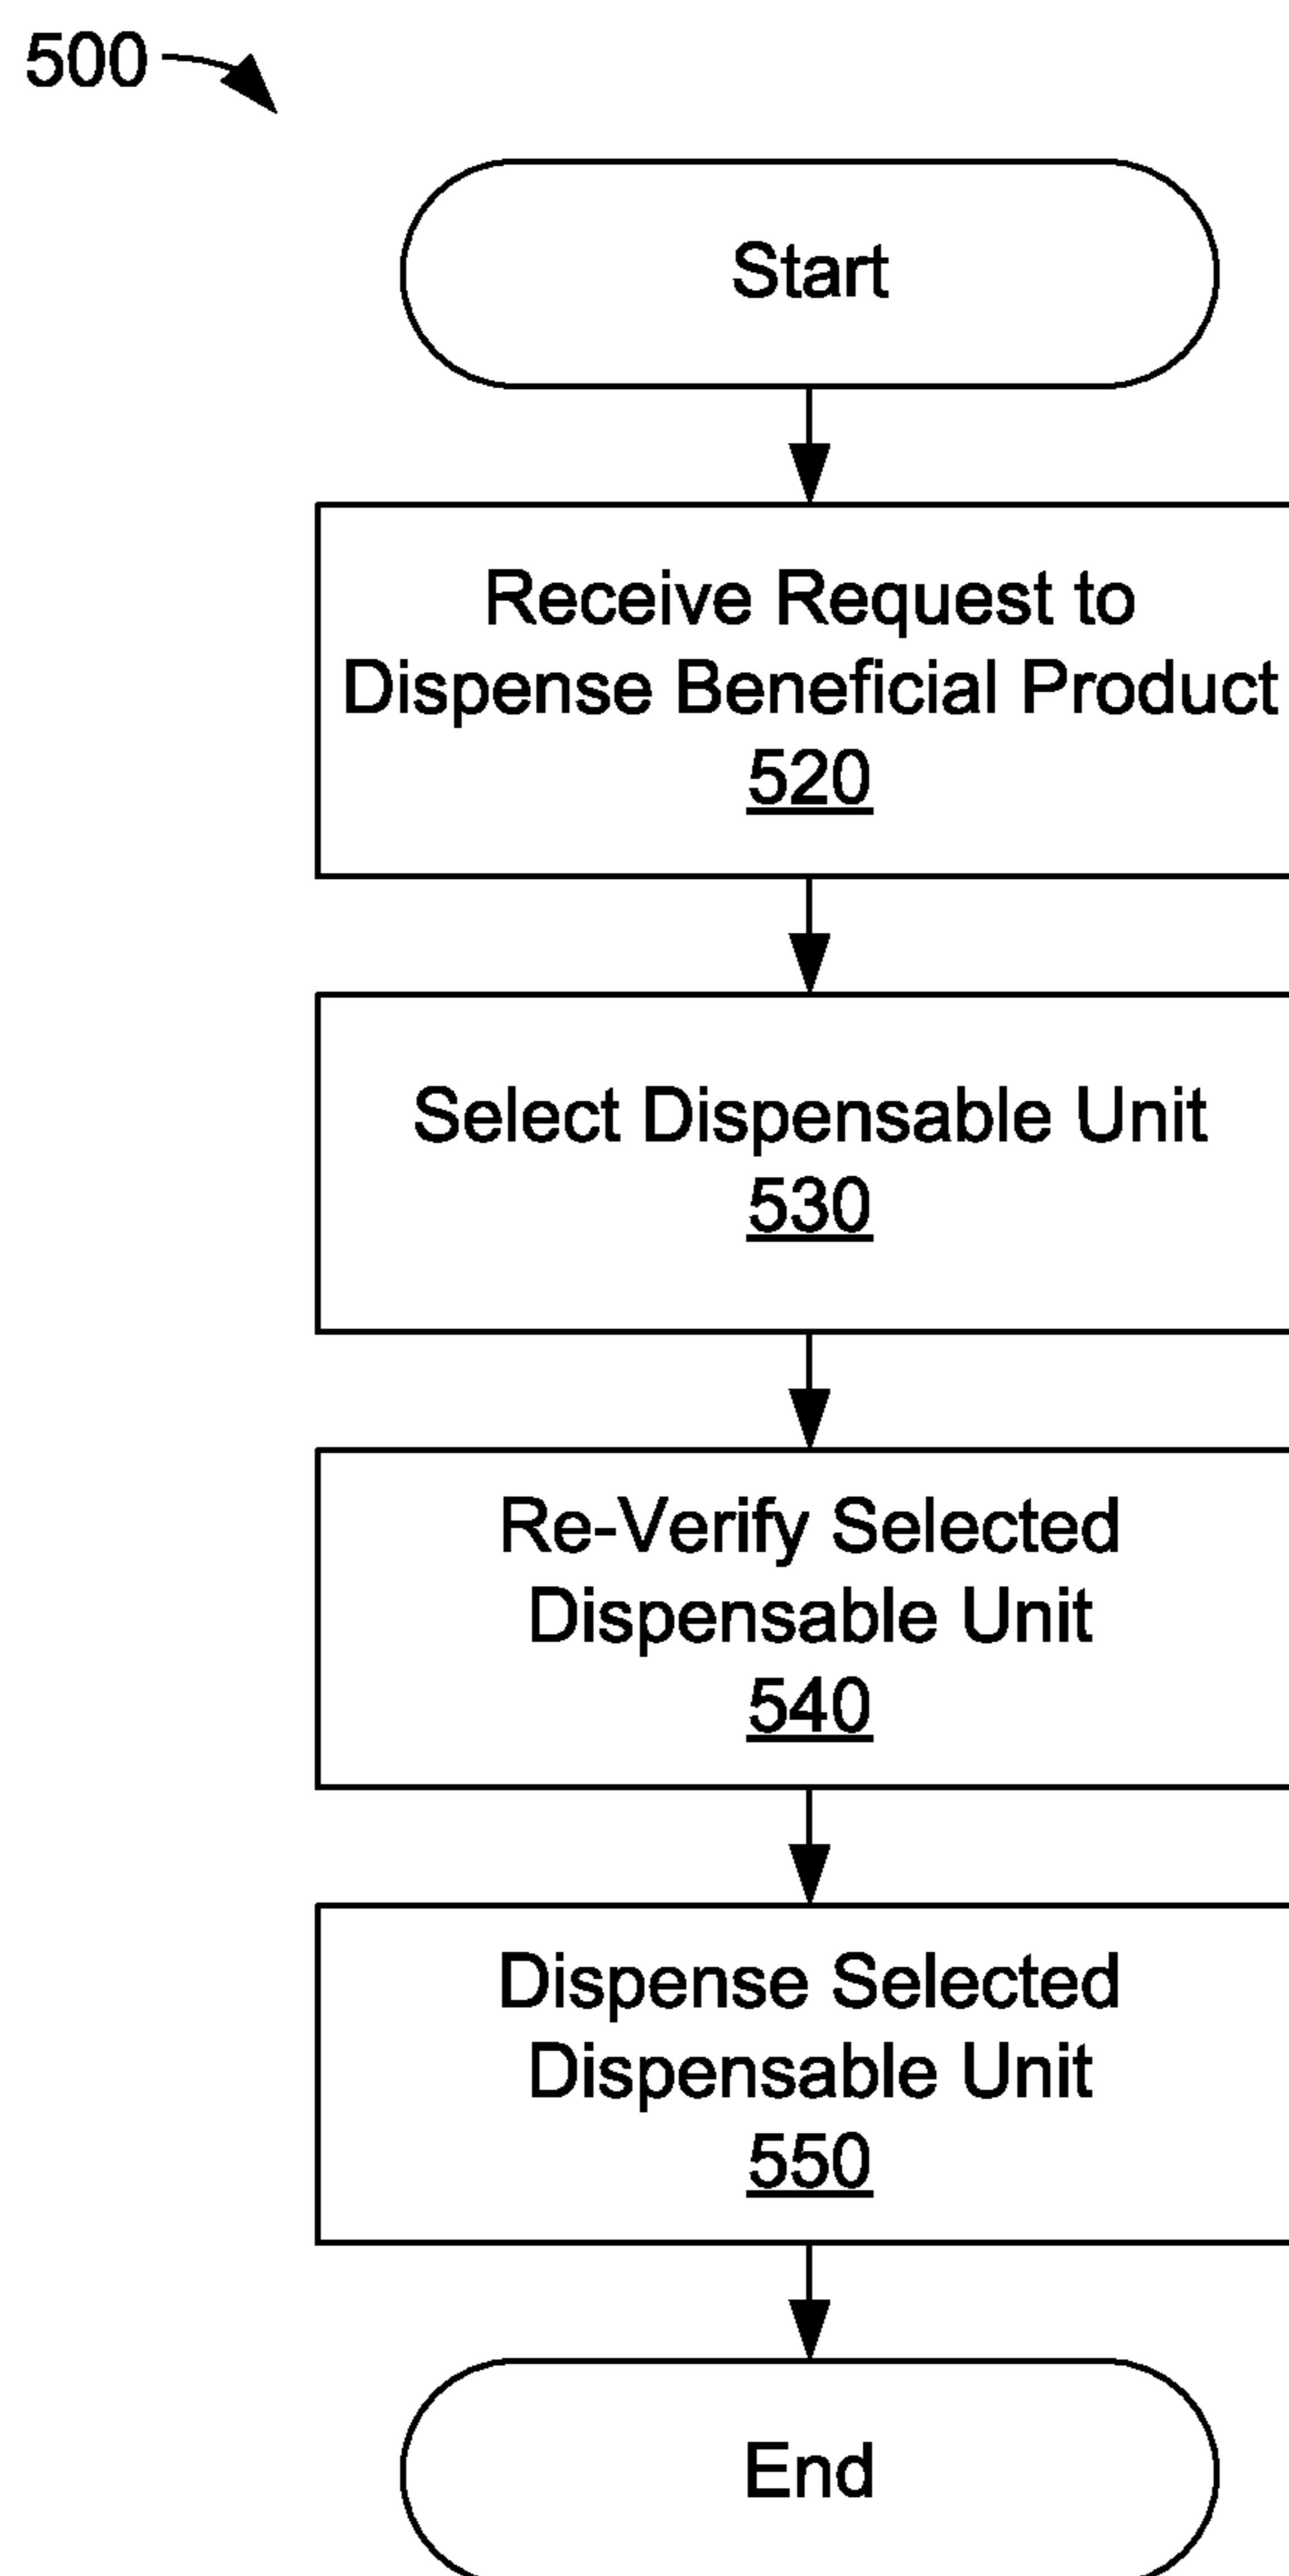 500
Start
Receive Request to
Dispense Beneficial Product
520
Select Dispensable Unit
530
Re-Verify Selected
Dispensable Unit
540
Dispense Selected
Dispensable Unit
550
End